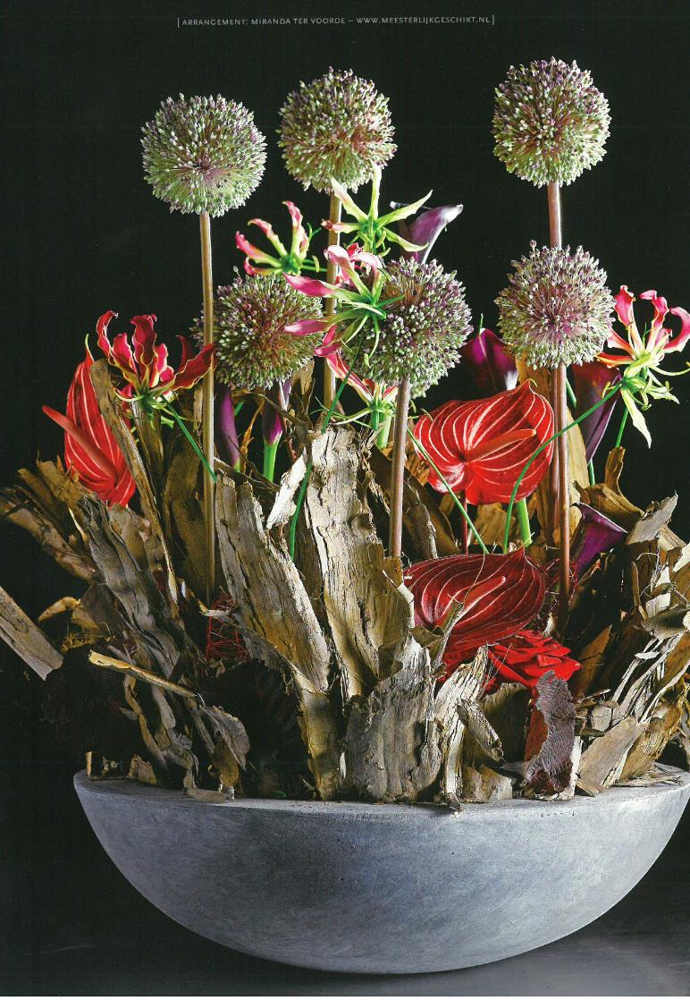 [ ARRANGEMENT: MIRANDA TER VOORDE – WWW.MEESTERLIJKGESCHIKT.NL ]